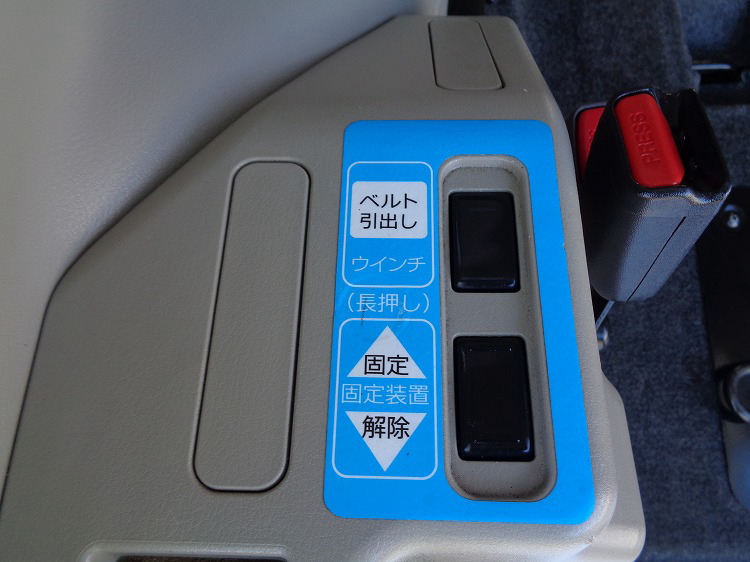 ベルト
引出し
ウインチ
(長押し)
固定
固定装置
解除
PRESS